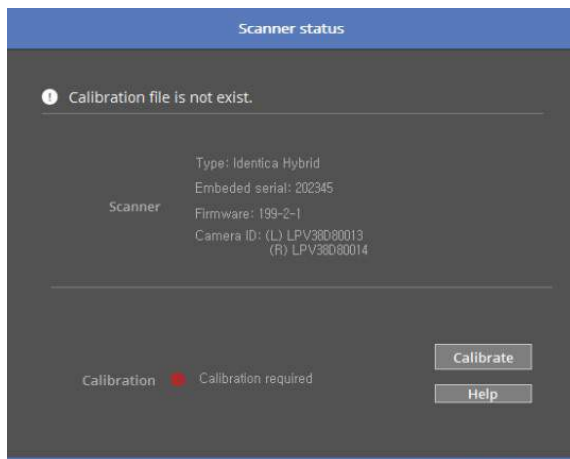 Scanner status
Calibration file is not exist.
Scanner
Type: Identica Hybrid
Embeded serial: 202345
Firmware: 199-2-1
Camera ID: (L) LPV38D80013
(R) LPV38D80014
Calibration
Calibration required
Calibrate
Help